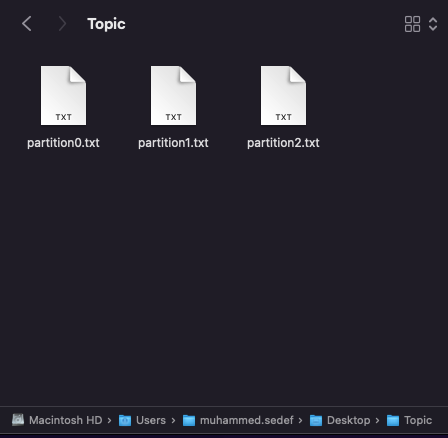 Topic
TXT TXT TXT
partition0.txt partition1.txt partition2.txt
Macintosh HD › Users › muhammed.sedef › Desktop › Topic